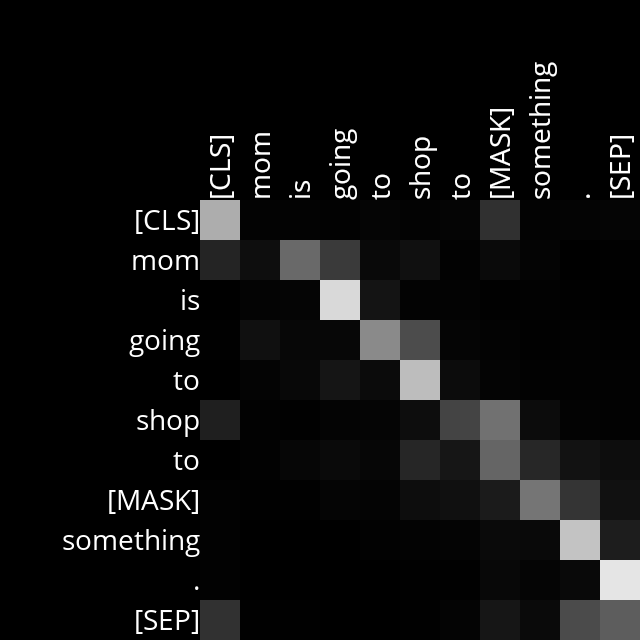 [CLS] mom is going to shop to [MASK] something . [SEP]
[CLS]
mom
is
going
to
shop
to
[MASK]
something
.
[SEP]